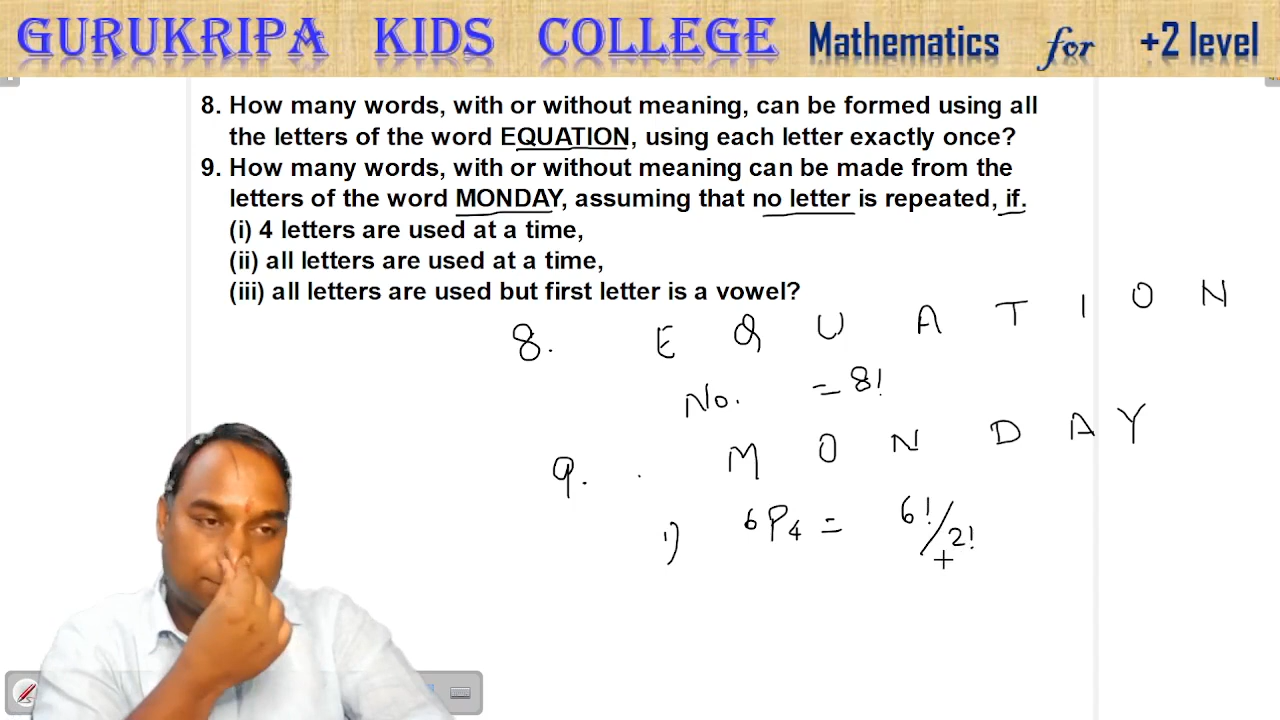 GURUKRIPA KIDS COLLEGE Mathematics for +2 level
8. How many words, with or without meaning, can be formed using all
the letters of the word EQUATION, using each letter exactly once?
9. How many words, with or without meaning can be made from the
letters of the word MONDAY, assuming that no letter is repeated, if.
(i) 4 letters are used at a time,
(ii) all letters are used at a time,
(iii) all letters are used but first letter is a vowel?
8. E Q U A T I O N
No. = 8!
9. M O N D A Y
i) 6P4 = 6!/2!